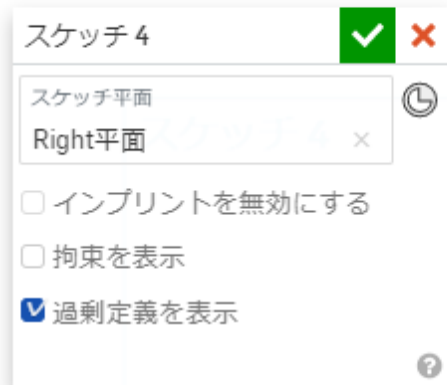 スケッチ 4
スケッチ平面
Right平面
インプリントを無効にする
拘束を表示
過剰定義を表示